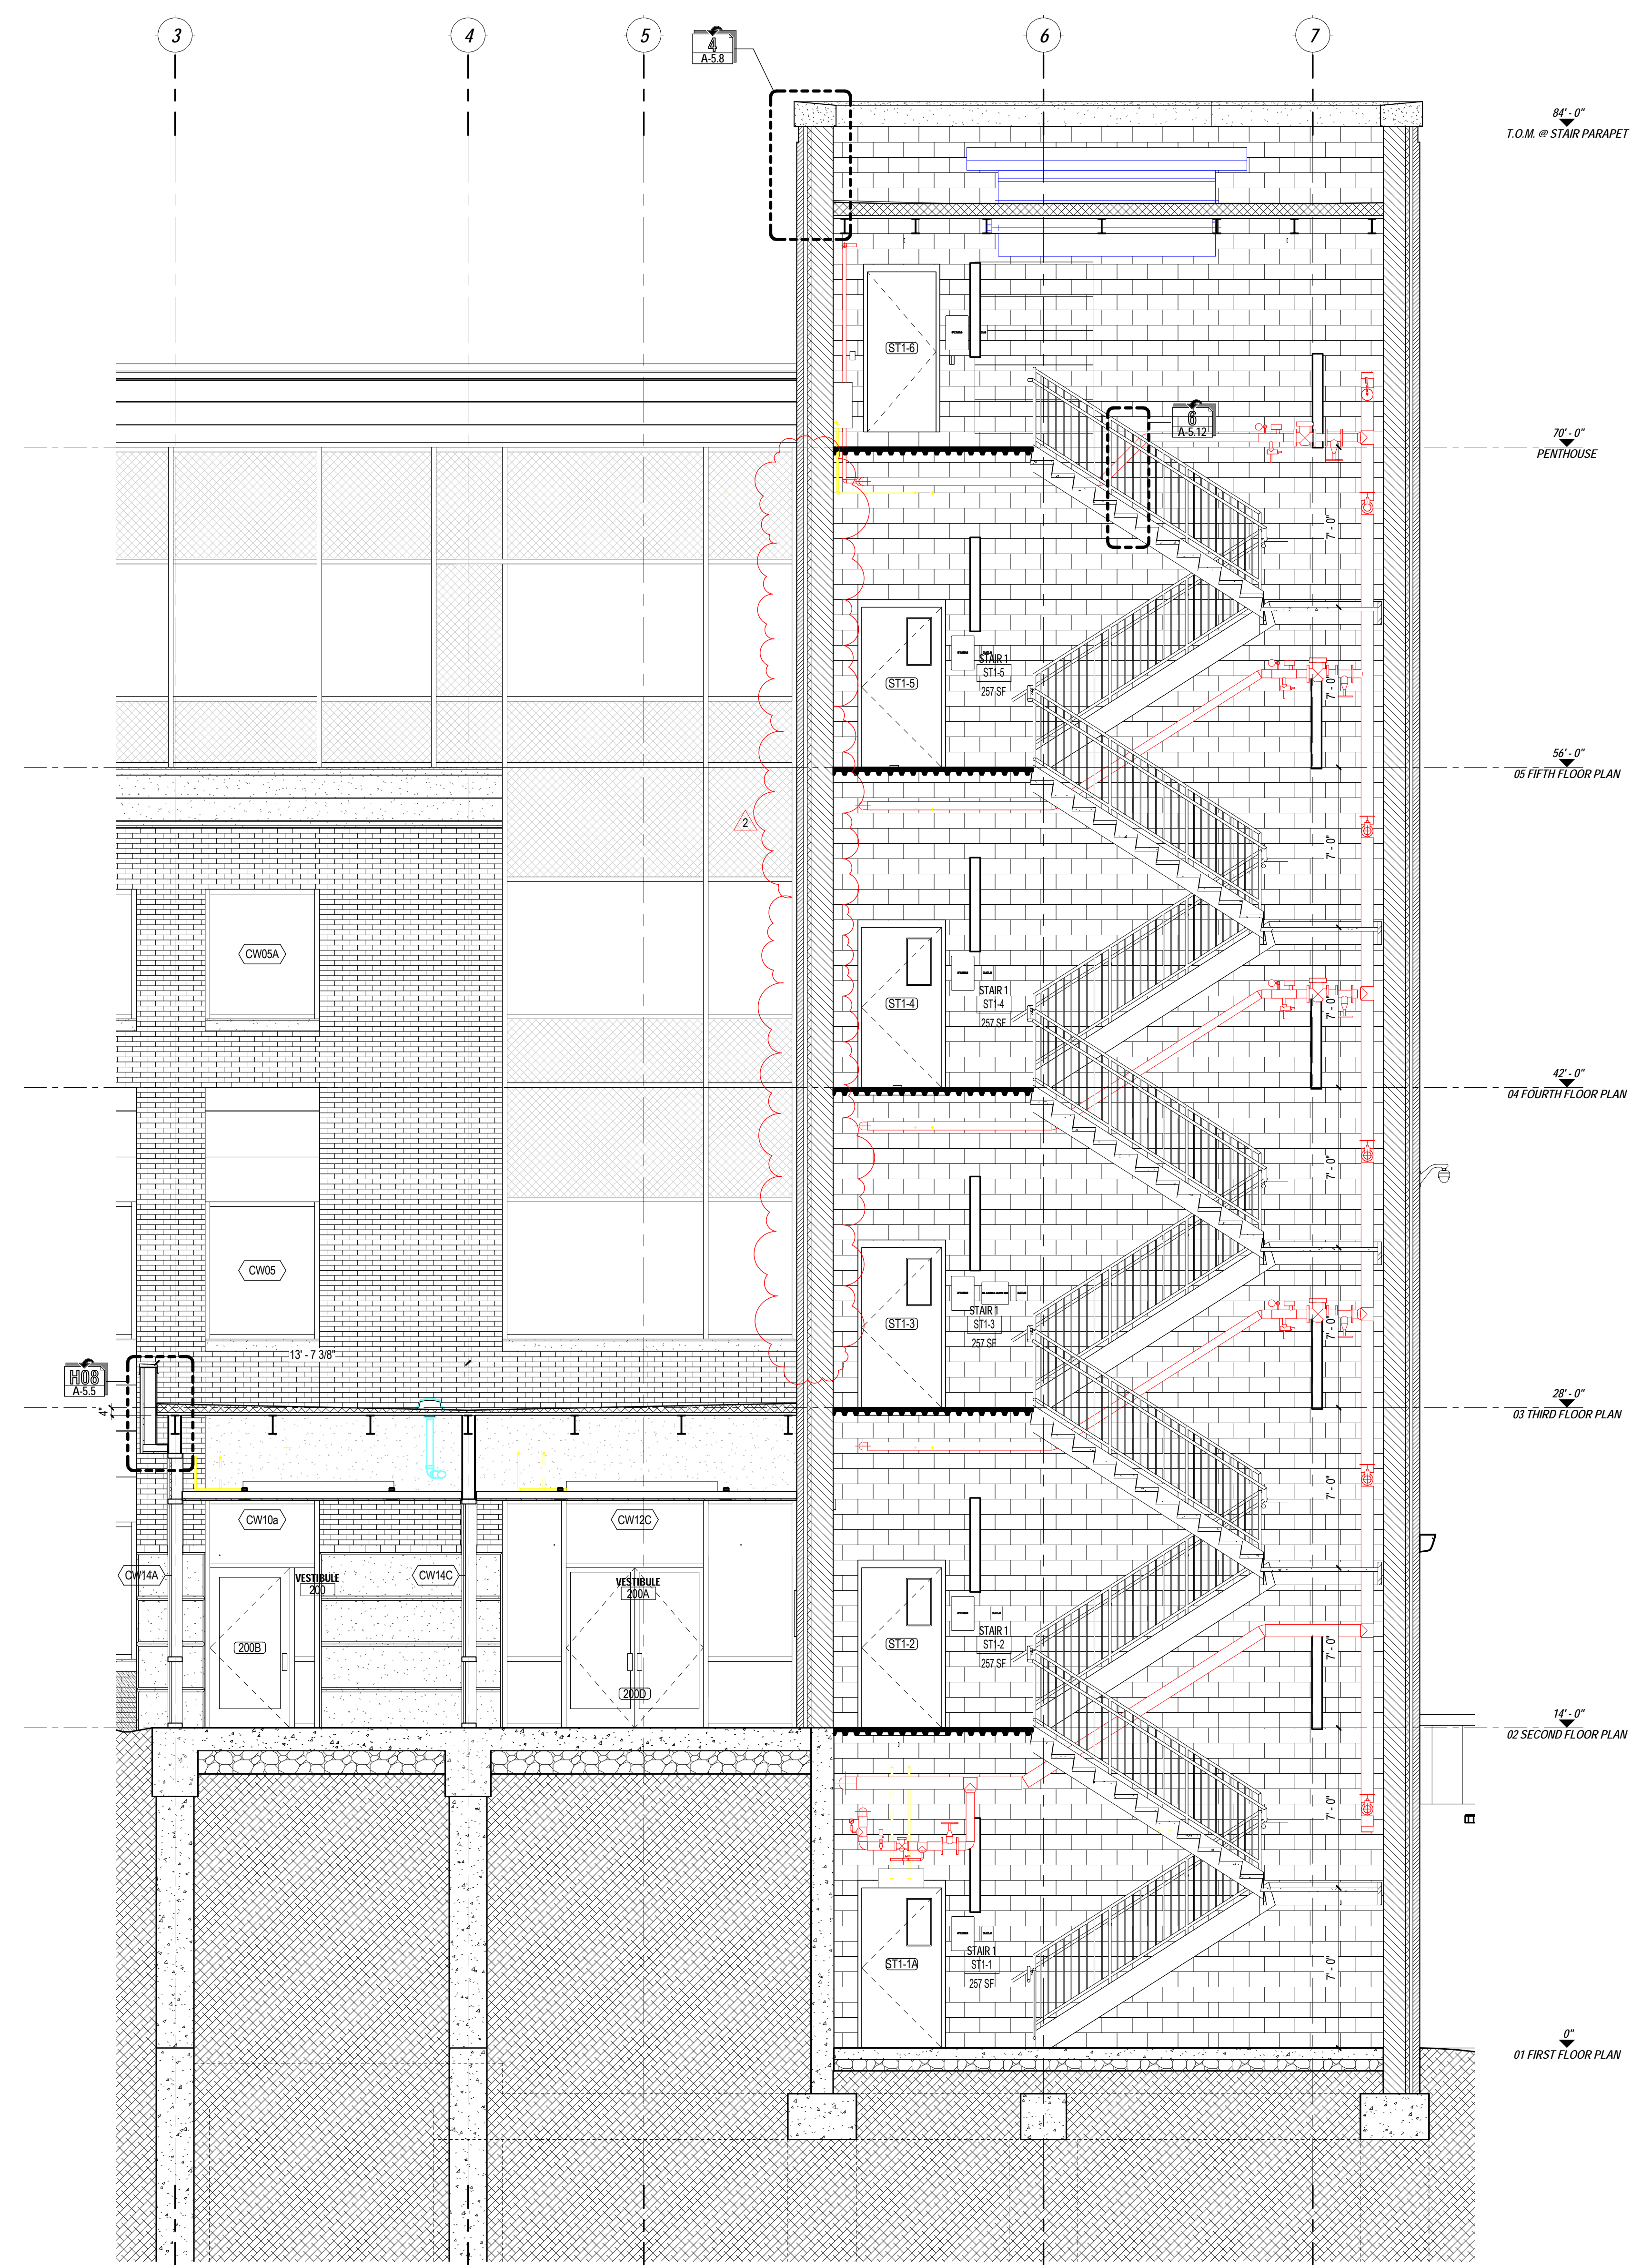 3
4
5
6
7
4
A-5.8
84' - 0"
T.O.M. @ STAIR PARAPET
ST1-6
6
A-5.12
70' - 0"
PENTHOUSE
7' - 0"
STAIR 1
ST1-5
257 SF
ST1-5
7' - 0"
56' - 0"
05 FIFTH FLOOR PLAN
2
7' - 0"
CW05A
STAIR 1
ST1-4
257 SF
ST1-4
7' - 0"
42' - 0"
04 FOURTH FLOOR PLAN
7' - 0"
CW05
STAIR 1
ST1-3
257 SF
ST1-3
7' - 0"
13' - 7 3/8"
H08
A-5.5
4"
28' - 0"
03 THIRD FLOOR PLAN
7' - 0"
CW10a
CW12C
CW14A
CW14C
VESTIBULE
200
VESTIBULE
200A
200B
200D
STAIR 1
ST1-2
257 SF
ST1-2
7' - 0"
14' - 0"
02 SECOND FLOOR PLAN
7' - 0"
STAIR 1
ST1-1
257 SF
ST1-1A
7' - 0"
0"
01 FIRST FLOOR PLAN